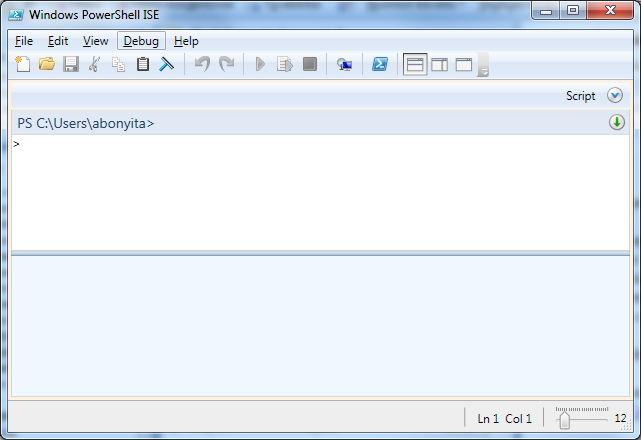 Windows PowerShell ISE
File Edit View Debug Help
Script
PS C:\Users\abonyita>
>
Ln 1 Col 1
12